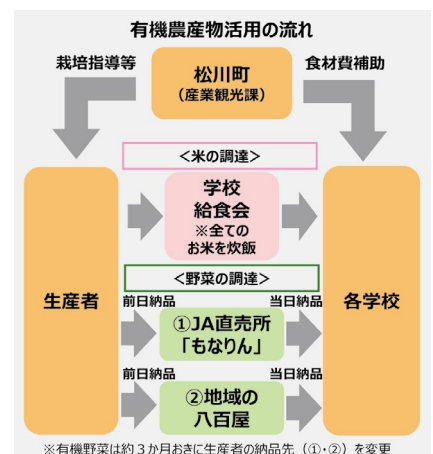 有機農産物活用の流れ
栽培指導等
松川町
(産業観光課)
食材費補助
<米の調達>
学校
給食会
※全ての
お米を炊飯
<野菜の調達>
生産者
各学校
前日納品
当日納品
①JA直売所
「もなりん」
前日納品
当日納品
②地域の
八百屋
※有機野菜は約３か月おきに生産者の納品先（①・②）を変更